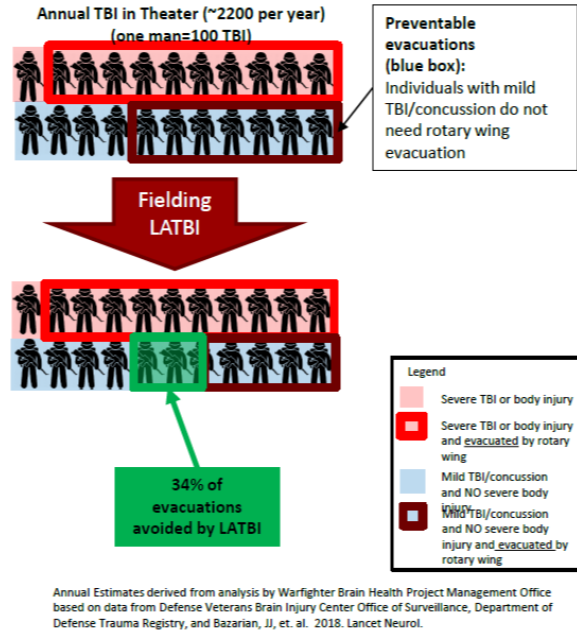 Annual TBI in Theater (~2200 per year)
(one man=100 TBI)
Preventable
evacuations
(blue box):
Individuals with mild
TBI/concussion do not
need rotary wing
evacuation
Fielding
LATBI
34% of
evacuations
avoided by LATBI
Legend
Severe TBI or body injury
Severe TBI or body injury
and evacuated by rotary
wing
Mild TBI/concussion
and NO severe body
injury
Mild TBI/concussion
and NO severe body
injury and evacuated by
rotary wing
Annual Estimates derived from analysis by Warfighter Brain Health Project Management Office
based on data from Defense Veterans Brain Injury Center Office of Surveillance, Department of
Defense Trauma Registry, and Bazarian, JJ, et. al.  2018. Lancet Neurol.